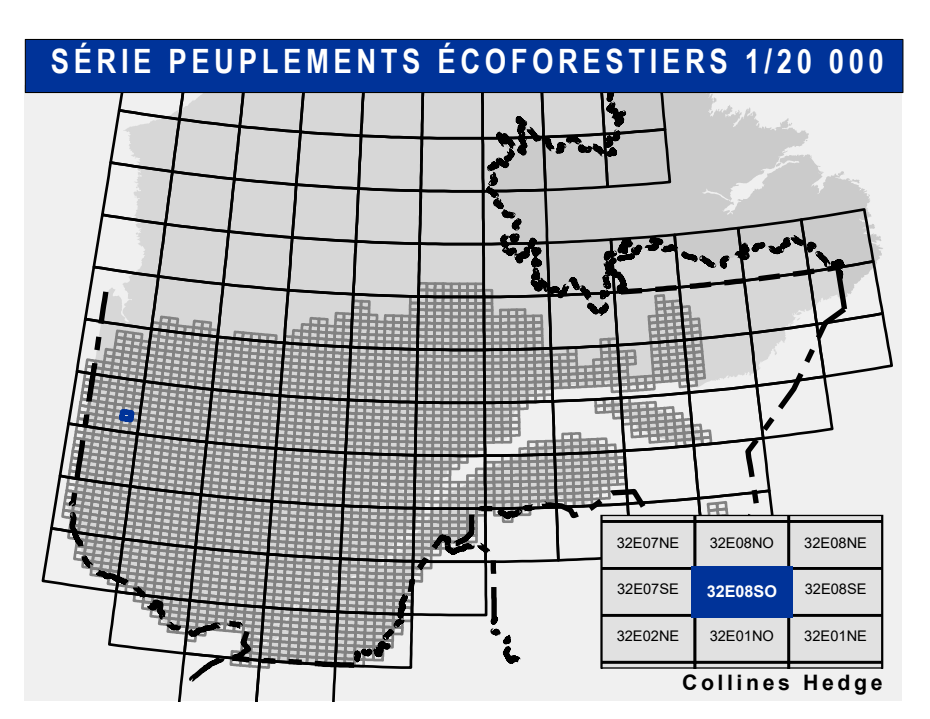 SÉRIE PEUPLEMENTS ÉCOFORESTIERS 1/20 000
32E07NE 32E08NO 32E08NE
32E07SE 32E08SO 32E08SE
32E02NE 32E01NO 32E01NE
Collines Hedge